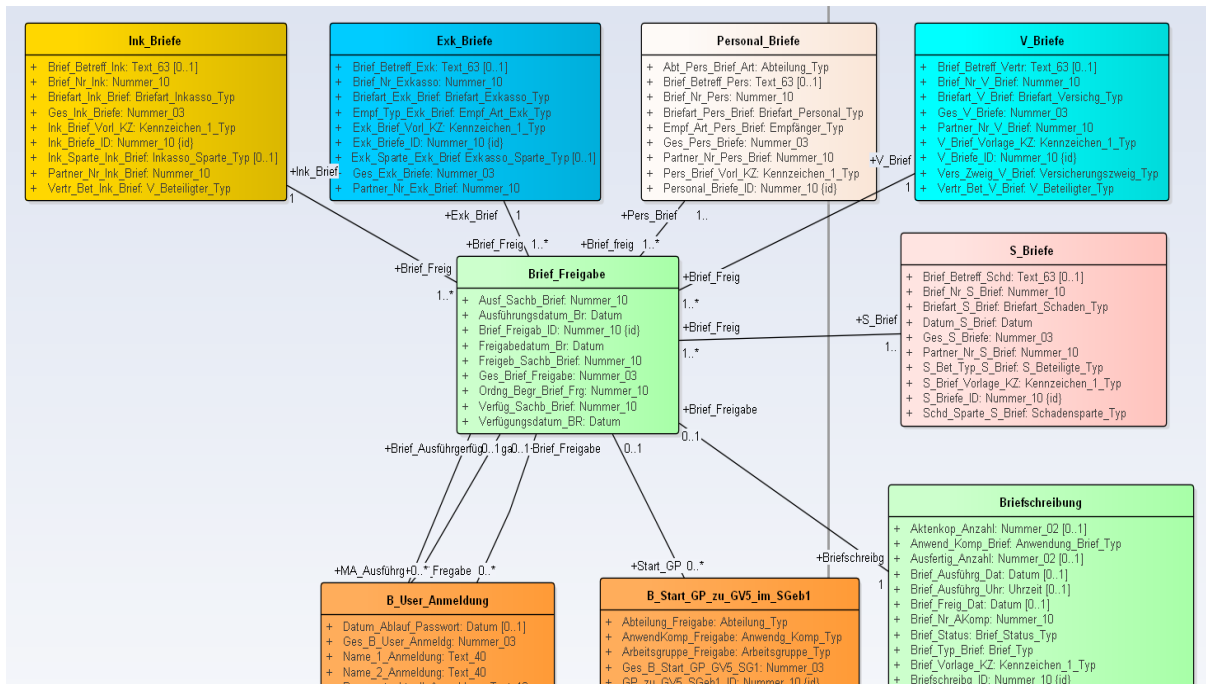 Ink_Briefe
+ Brief_Betreff_Ink: Text_63 [0..1]
+ Brief_Nr_Ink: Nummer_10
+ Briefart_Ink_Brief: Briefart_Inkasso_Typ
+ Ges_Ink_Briefe: Nummer_03
+ Ink_Brief_Vorl_KZ: Kennzeichen_1_Typ
+ Ink_Briefe_ID: Nummer_10 {id}
+ Ink_Sparte_Ink_Brief: Inkasso_Sparte_Typ [0..1]
+ Partner_Nr_Ink_Brief: Nummer_10
+ Vertr_Bet_Ink_Brief: V_Beteiligter_Typ
Exk_Briefe
+ Brief_Betreff_Exk: Text_63 [0..1]
+ Brief_Nr_Exkasso: Nummer_10
+ Briefart_Exk_Brief: Briefart_Exkasso_Typ
+ Empf_Typ_Exk_Brief: Empf_Art_Exk_Typ
+ Exk_Brief_Vorl_KZ: Kennzeichen_1_Typ
+ Exk_Briefe_ID: Nummer_10 {id}
+ Exk_Sparte_Exk_Brief: Exkasso_Sparte_Typ [0..1]
+ Ges_Exk_Briefe: Nummer_03
+ Partner_Nr_Exk_Brief: Nummer_10
Personal_Briefe
+ Abt_Pers_Brief_Art: Abteilung_Typ
+ Brief_Betreff_Pers: Text_63 [0..1]
+ Brief_Nr_Pers: Nummer_10
+ Briefart_Pers_Brief: Briefart_Personal_Typ
+ Empf_Art_Pers_Brief: Empfänger_Typ
+ Ges_Pers_Briefe: Nummer_03
+ Partner_Nr_Pers_Brief: Nummer_10
+ Pers_Brief_Vorl_KZ: Kennzeichen_1_Typ
+ Personal_Briefe_ID: Nummer_10 {id}
V_Briefe
+ Brief_Betreff_Vertr: Text_63 [0..1]
+ Brief_Nr_V_Brief: Nummer_10
+ Briefart_V_Brief: Briefart_Versichg_Typ
+ Ges_V_Briefe: Nummer_03
+ Partner_Nr_V_Brief: Nummer_10
+ V_Brief_Vorlage_KZ: Kennzeichen_1_Typ
+ V_Briefe_ID: Nummer_10 {id}
+ Vers_Zweig_V_Brief: Versicherungszweig_Typ
+ Vertr_Bet_V_Brief: V_Beteiligter_Typ
+Ink_Brief
1
+V_Brief
1
+Exk_Brief 1
+Pers_Brief 1..
+Brief_Freig 1..*
+Brief_freig 1..*
+Brief_Freig
1..*
+Brief_Freig
1..*
Brief_Freigabe
+ Ausf_Sachb_Brief: Nummer_10
+ Ausführungsdatum_Br: Datum
+ Brief_Freigab_ID: Nummer_10 {id}
+ Freigabedatum_Br: Datum
+ Freigeb_Sachb_Brief: Nummer_10
+ Ges_Brief_Freigabe: Nummer_03
+ Ordng_Begr_Brief_Frg: Nummer_10
+ Verfüg_Sachb_Brief: Nummer_10
+ Verfügungsdatum_BR: Datum
+Brief_Freig
1..*
+S_Brief
1..
S_Briefe
+ Brief_Betreff_Schd: Text_63 [0..1]
+ Brief_Nr_S_Brief: Nummer_10
+ Briefart_S_Brief: Briefart_Schaden_Typ
+ Datum_S_Brief: Datum
+ Ges_S_Briefe: Nummer_03
+ Partner_Nr_S_Brief: Nummer_10
+ S_Bet_Typ_S_Brief: S_Beteiligte_Typ
+ S_Brief_Vorlage_KZ: Kennzeichen_1_Typ
+ S_Briefe_ID: Nummer_10 {id}
+ Schd_Sparte_S_Brief: Schadensparte_Typ
+Brief_Freigabe
0..1
0..1
0..1
0..1
Brief_Freigabe
+Briefschreibg
1
+Start_GP 0..*
0..*
0..*
B_User_Anmeldung
+ Datum_Ablauf_Passwort: Datum [0..1]
+ Ges_B_User_Anmeldg: Nummer_03
+ Name_1_Anmeldung: Text_40
+ Name_2_Anmeldung: Text_40
B_Start_GP_zu_GV5_im_SGeb1
+ Abteilung_Freigabe: Abteilung_Typ
+ AnwendKomp_Freigabe: Anwendg_Komp_Typ
+ Arbeitsgruppe_Freigabe: Arbeitsgruppe_Typ
+ Ges_B_Start_GP_GV5_SG1: Nummer_03
+ GP_zu_GV5_SGeb1_ID: Nummer_10 {id}
Briefschreibung
+ Aktenkop_Anzahl: Nummer_02 [0..1]
+ Anwend_Komp_Brief: Anwendung_Brief_Typ
+ Ausfertig_Anzahl: Nummer_02 [0..1]
+ Brief_Ausführg_Dat: Datum [0..1]
+ Brief_Ausführg_Uhr: Uhrzeit [0..1]
+ Brief_Freig_Dat: Datum [0..1]
+ Brief_Nr_AKomp: Nummer_10
+ Brief_Status: Brief_Status_Typ
+ Brief_Typ_Brief: Brief_Typ
+ Brief_Vorlage_KZ: Kennzeichen_1_Typ
+ Briefschreibg_ID: Nummer_10 {id}